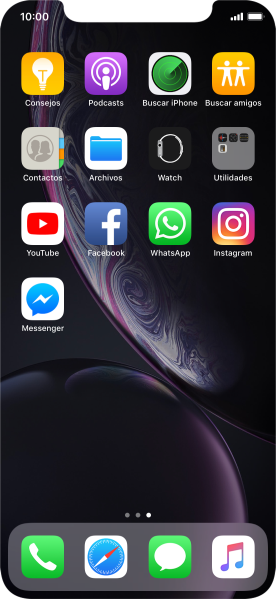 10:00
Consejos Podcasts Buscar iPhone Buscar amigos
Contactos Archivos Watch Utilidades
YouTube Facebook WhatsApp Instagram
Messenger